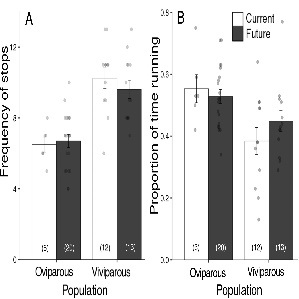 A
Frequency of stops
12
8
4
0
(20)
(12)
(13)
Oviparous
Viviparous
Population
B
Current
Future
Proportion of time running
0.8
0.6
0.4
0.2
0.0
(20)
(12)
(13)
Oviparous
Viviparous
Population